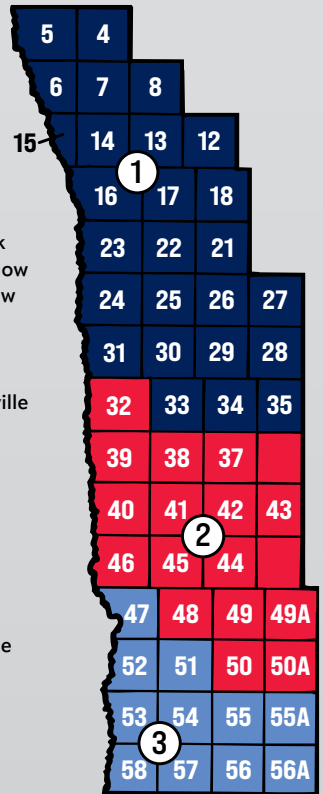 5 4
6 7 8
15 14 13 12
1
16 17 18
k
23 22 21
ow
24 25 26 27
w
31 30 29 28
ville
32 33 34 35
39 38 37
40 41 42 43
2
46 45 44
47 48 49 49A
e
52 51 50 50A
53 54 55 55A
3
58 57 56 56A